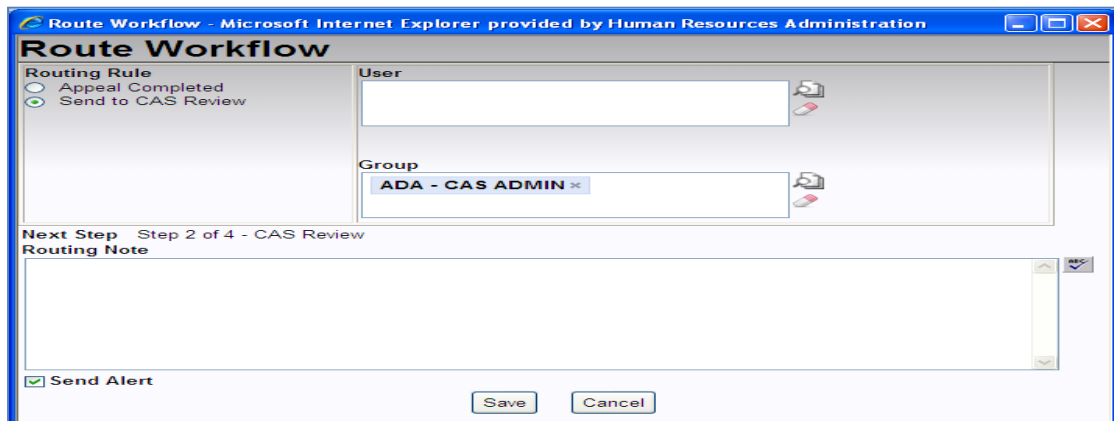 Route Workflow - Microsoft Internet Explorer provided by Human Resources Administration
Route Workflow
Routing Rule
Appeal Completed
Send to CAS Review
User
Group
ADA - CAS ADMIN ×
Next Step Step 2 of 4 - CAS Review
Routing Note
ABC
Send Alert
Save Cancel